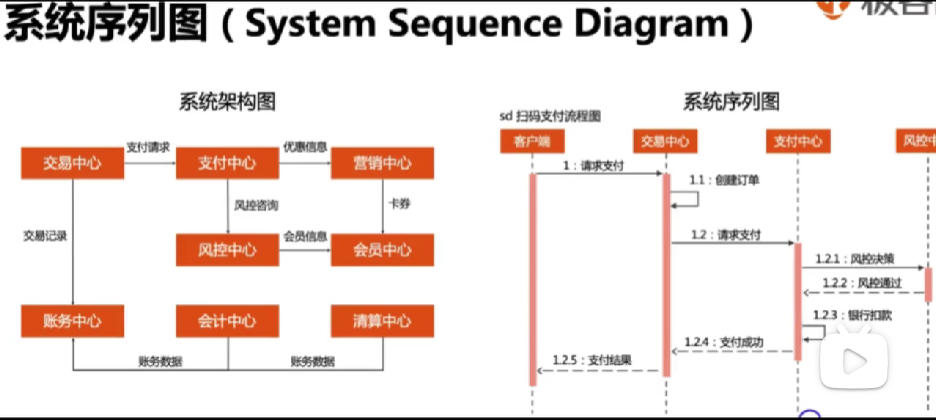 系统序列图（System Sequence Diagram）
系统架构图
交易中心
支付请求
支付中心
优惠信息
营销中心
交易记录
风控咨询
卡券
风控中心
会员信息
会员中心
账务中心
会计中心
清算中心
账务数据
账务数据
系统序列图
sd 扫码支付流程图
客户端
交易中心
支付中心
风控
1：请求支付
1.1：创建订单
1.2：请求支付
1.2.1：风控决策
1.2.2：风控通过
1.2.3：银行扣款
1.2.4：支付成功
1.2.5：支付结果